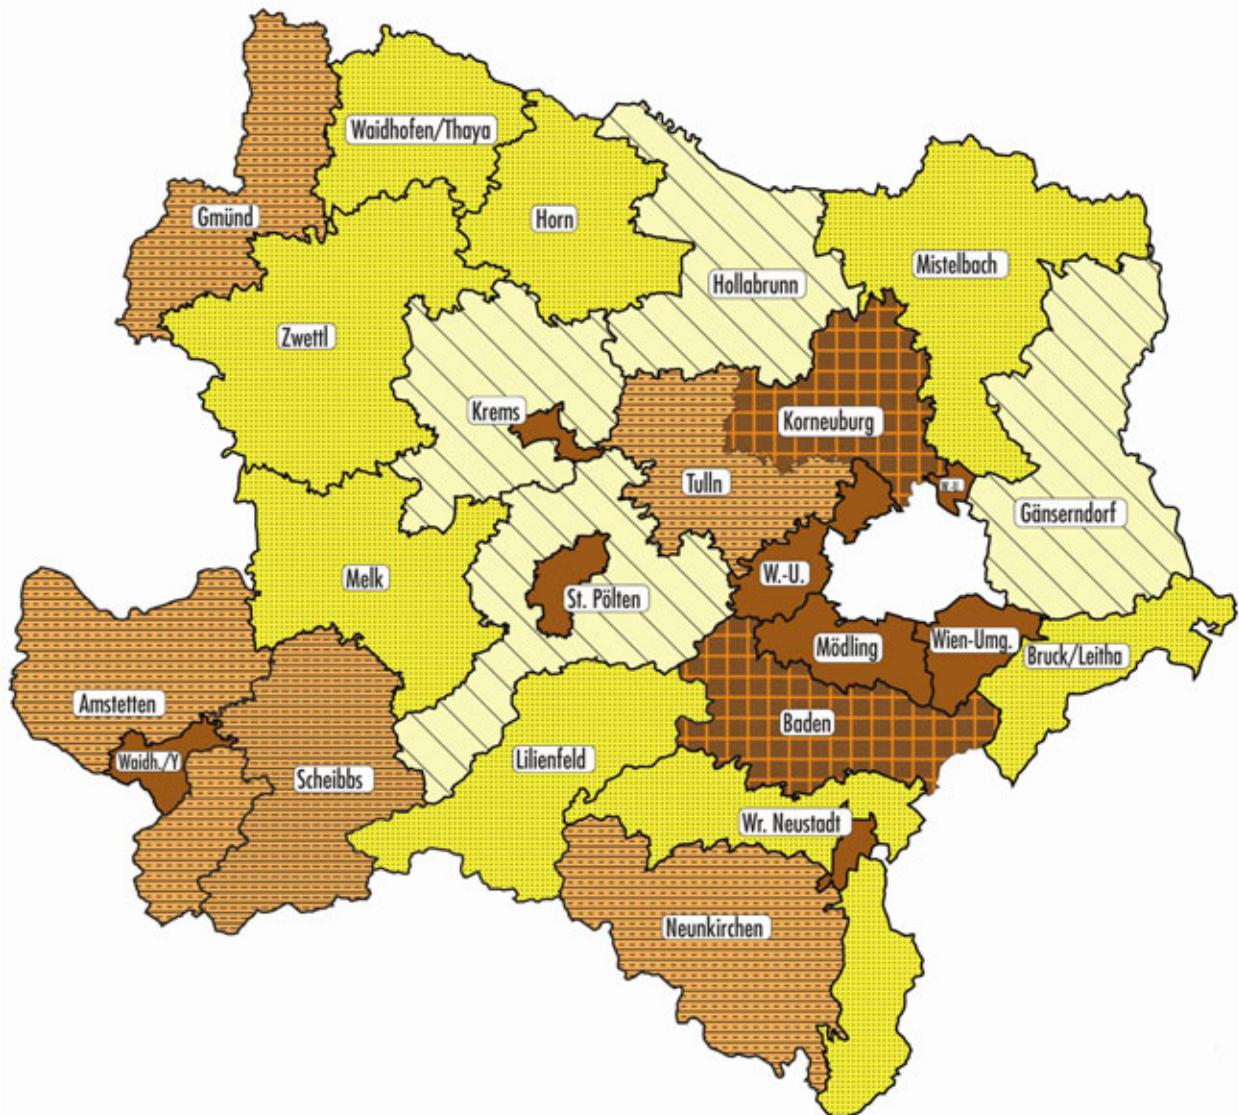 Waidhofen/Thaya
Gmünd
Horn
Mistelbach
Hollabrunn
Zwettl
Krems
Korneuburg
Tulln
W.-U.
Gänserndorf
Melk
W.-U.
St. Pölten
Mödling
Wien-Umg.
Bruck/Leitha
Amstetten
Baden
Waidh./Y
Lilienfeld
Scheibbs
Wr. Neustadt
Neunkirchen